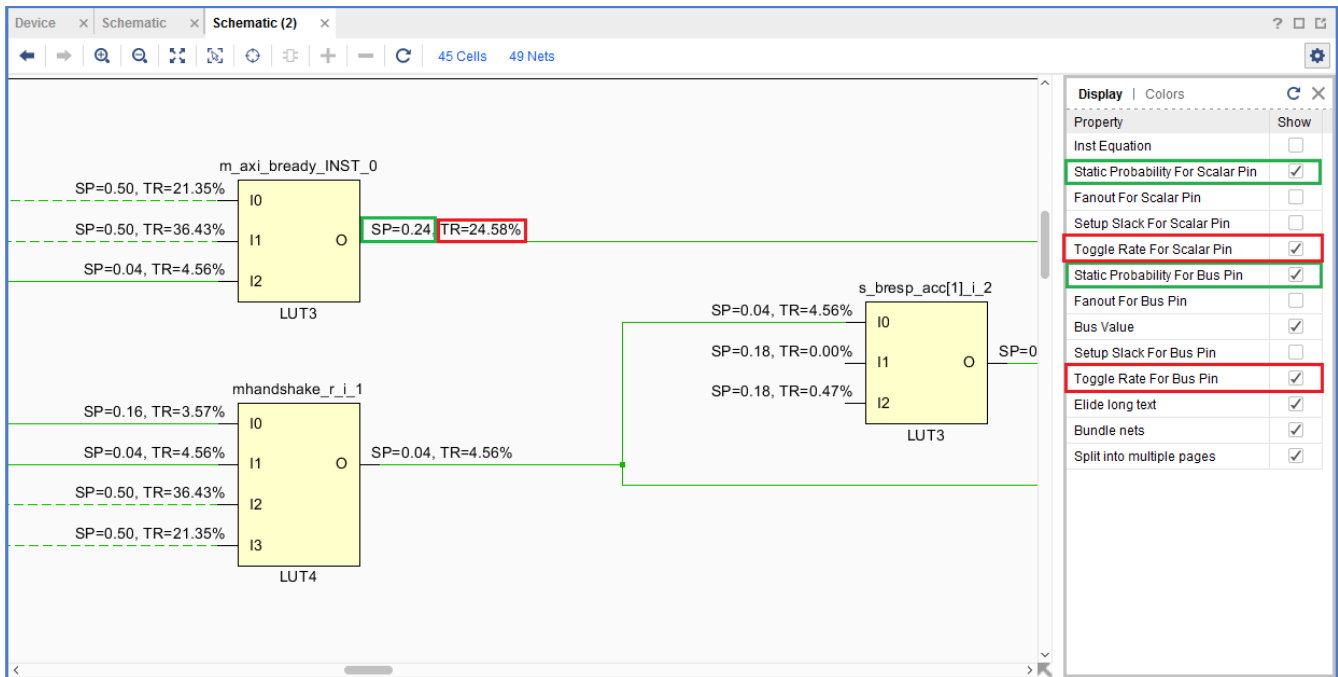 Device × Schematic × Schematic (2) ×
?
45 Cells 49 Nets
m_axi_bready_INST_0
SP=0.50, TR=21.35%
I0
SP=0.50, TR=36.43%
I1
O
SP=0.24, TR=24.58%
SP=0.04, TR=4.56%
I2
LUT3
s_bresp_acc[1]_i_2
SP=0.04, TR=4.56%
I0
SP=0.18, TR=0.00%
I1
O
SP=0
SP=0.18, TR=0.47%
I2
LUT3
mhandshake_r_i_1
SP=0.16, TR=3.57%
I0
SP=0.04, TR=4.56%
I1
O
SP=0.04, TR=4.56%
SP=0.50, TR=36.43%
I2
SP=0.50, TR=21.35%
I3
LUT4
Display | Colors
Property Show
Inst Equation
Static Probability For Scalar Pin
Fanout For Scalar Pin
Setup Slack For Scalar Pin
Toggle Rate For Scalar Pin
Static Probability For Bus Pin
Fanout For Bus Pin
Bus Value
Setup Slack For Bus Pin
Toggle Rate For Bus Pin
Elide long text
Bundle nets
Split into multiple pages